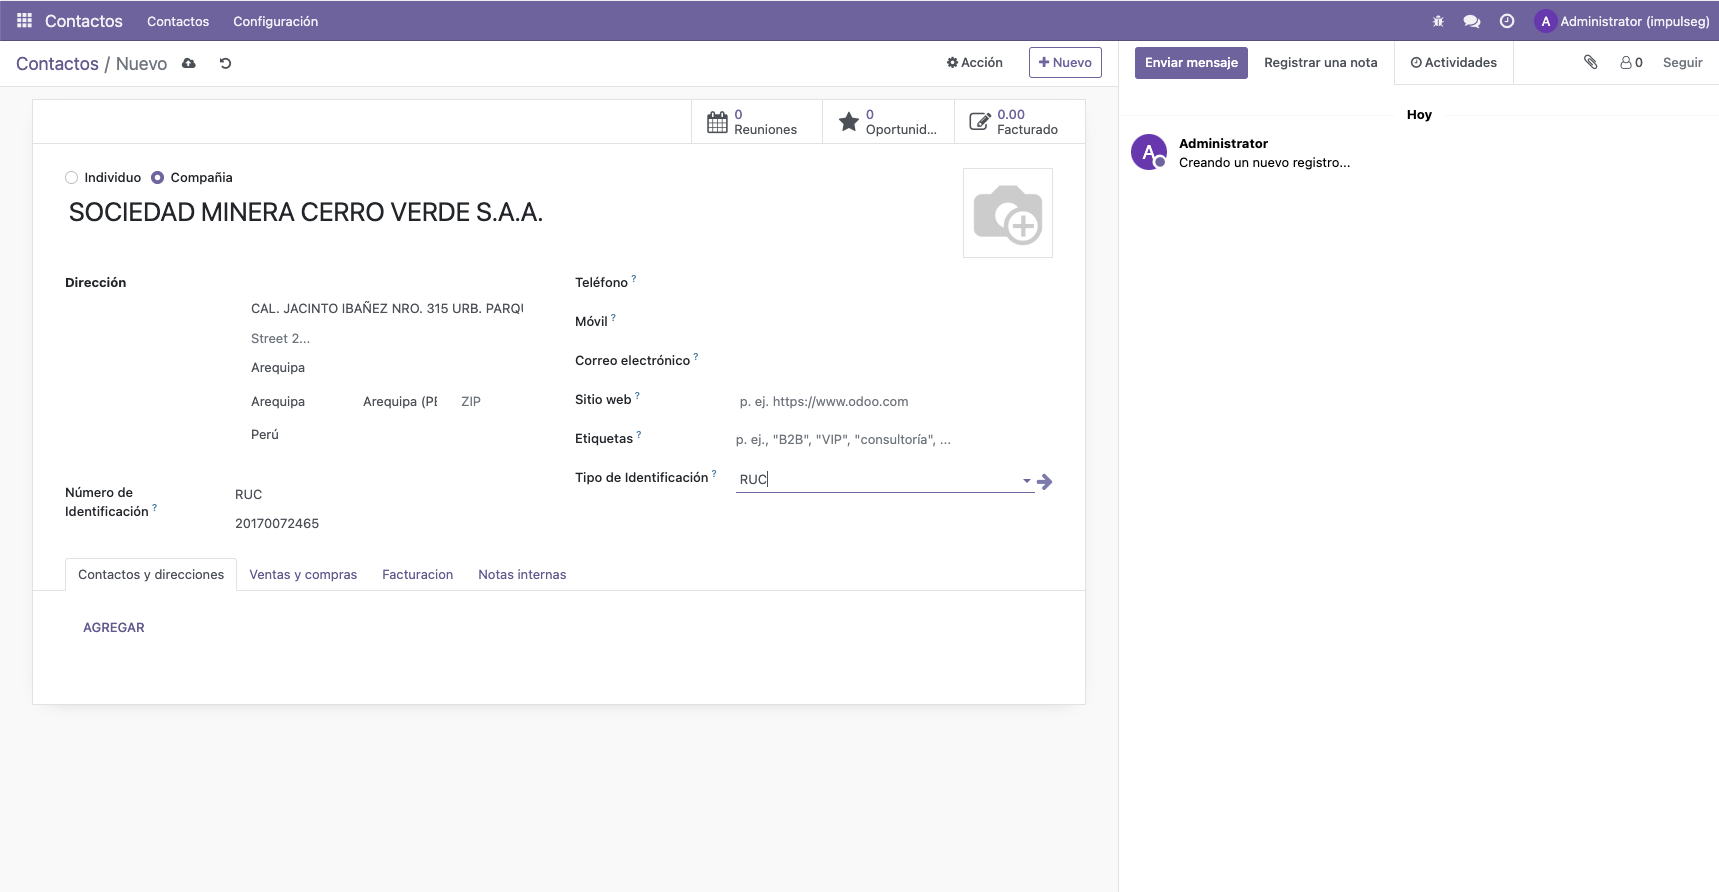 Contactos Contactos Configuración A Administrator (impulseg)
Contactos / Nuevo Acción + Nuevo
Enviar mensaje Registrar una nota Actividades 0 Seguir
0 Reuniones
0 Oportunid...
0.00 Facturado
Individuo Compañia
SOCIEDAD MINERA CERRO VERDE S.A.A.
Dirección
CAL. JACINTO IBAÑEZ NRO. 315 URB.
Street 2...
Arequipa
Arequipa Arequipa ZIP
Perú
Número de
Identificación ?
RUC
20170072465
Teléfono ?
Móvil ?
Correo electrónico ?
Sitio web ? p. ej. https://www.odoo.com
Etiquetas ? p. ej., "B2B", "VIP", "consultoría", ...
Tipo de Identificación ? RUC
Contactos y direcciones Ventas y compras Facturacion Notas internas
AGREGAR
Hoy
A
Administrator
Creando un nuevo registro...